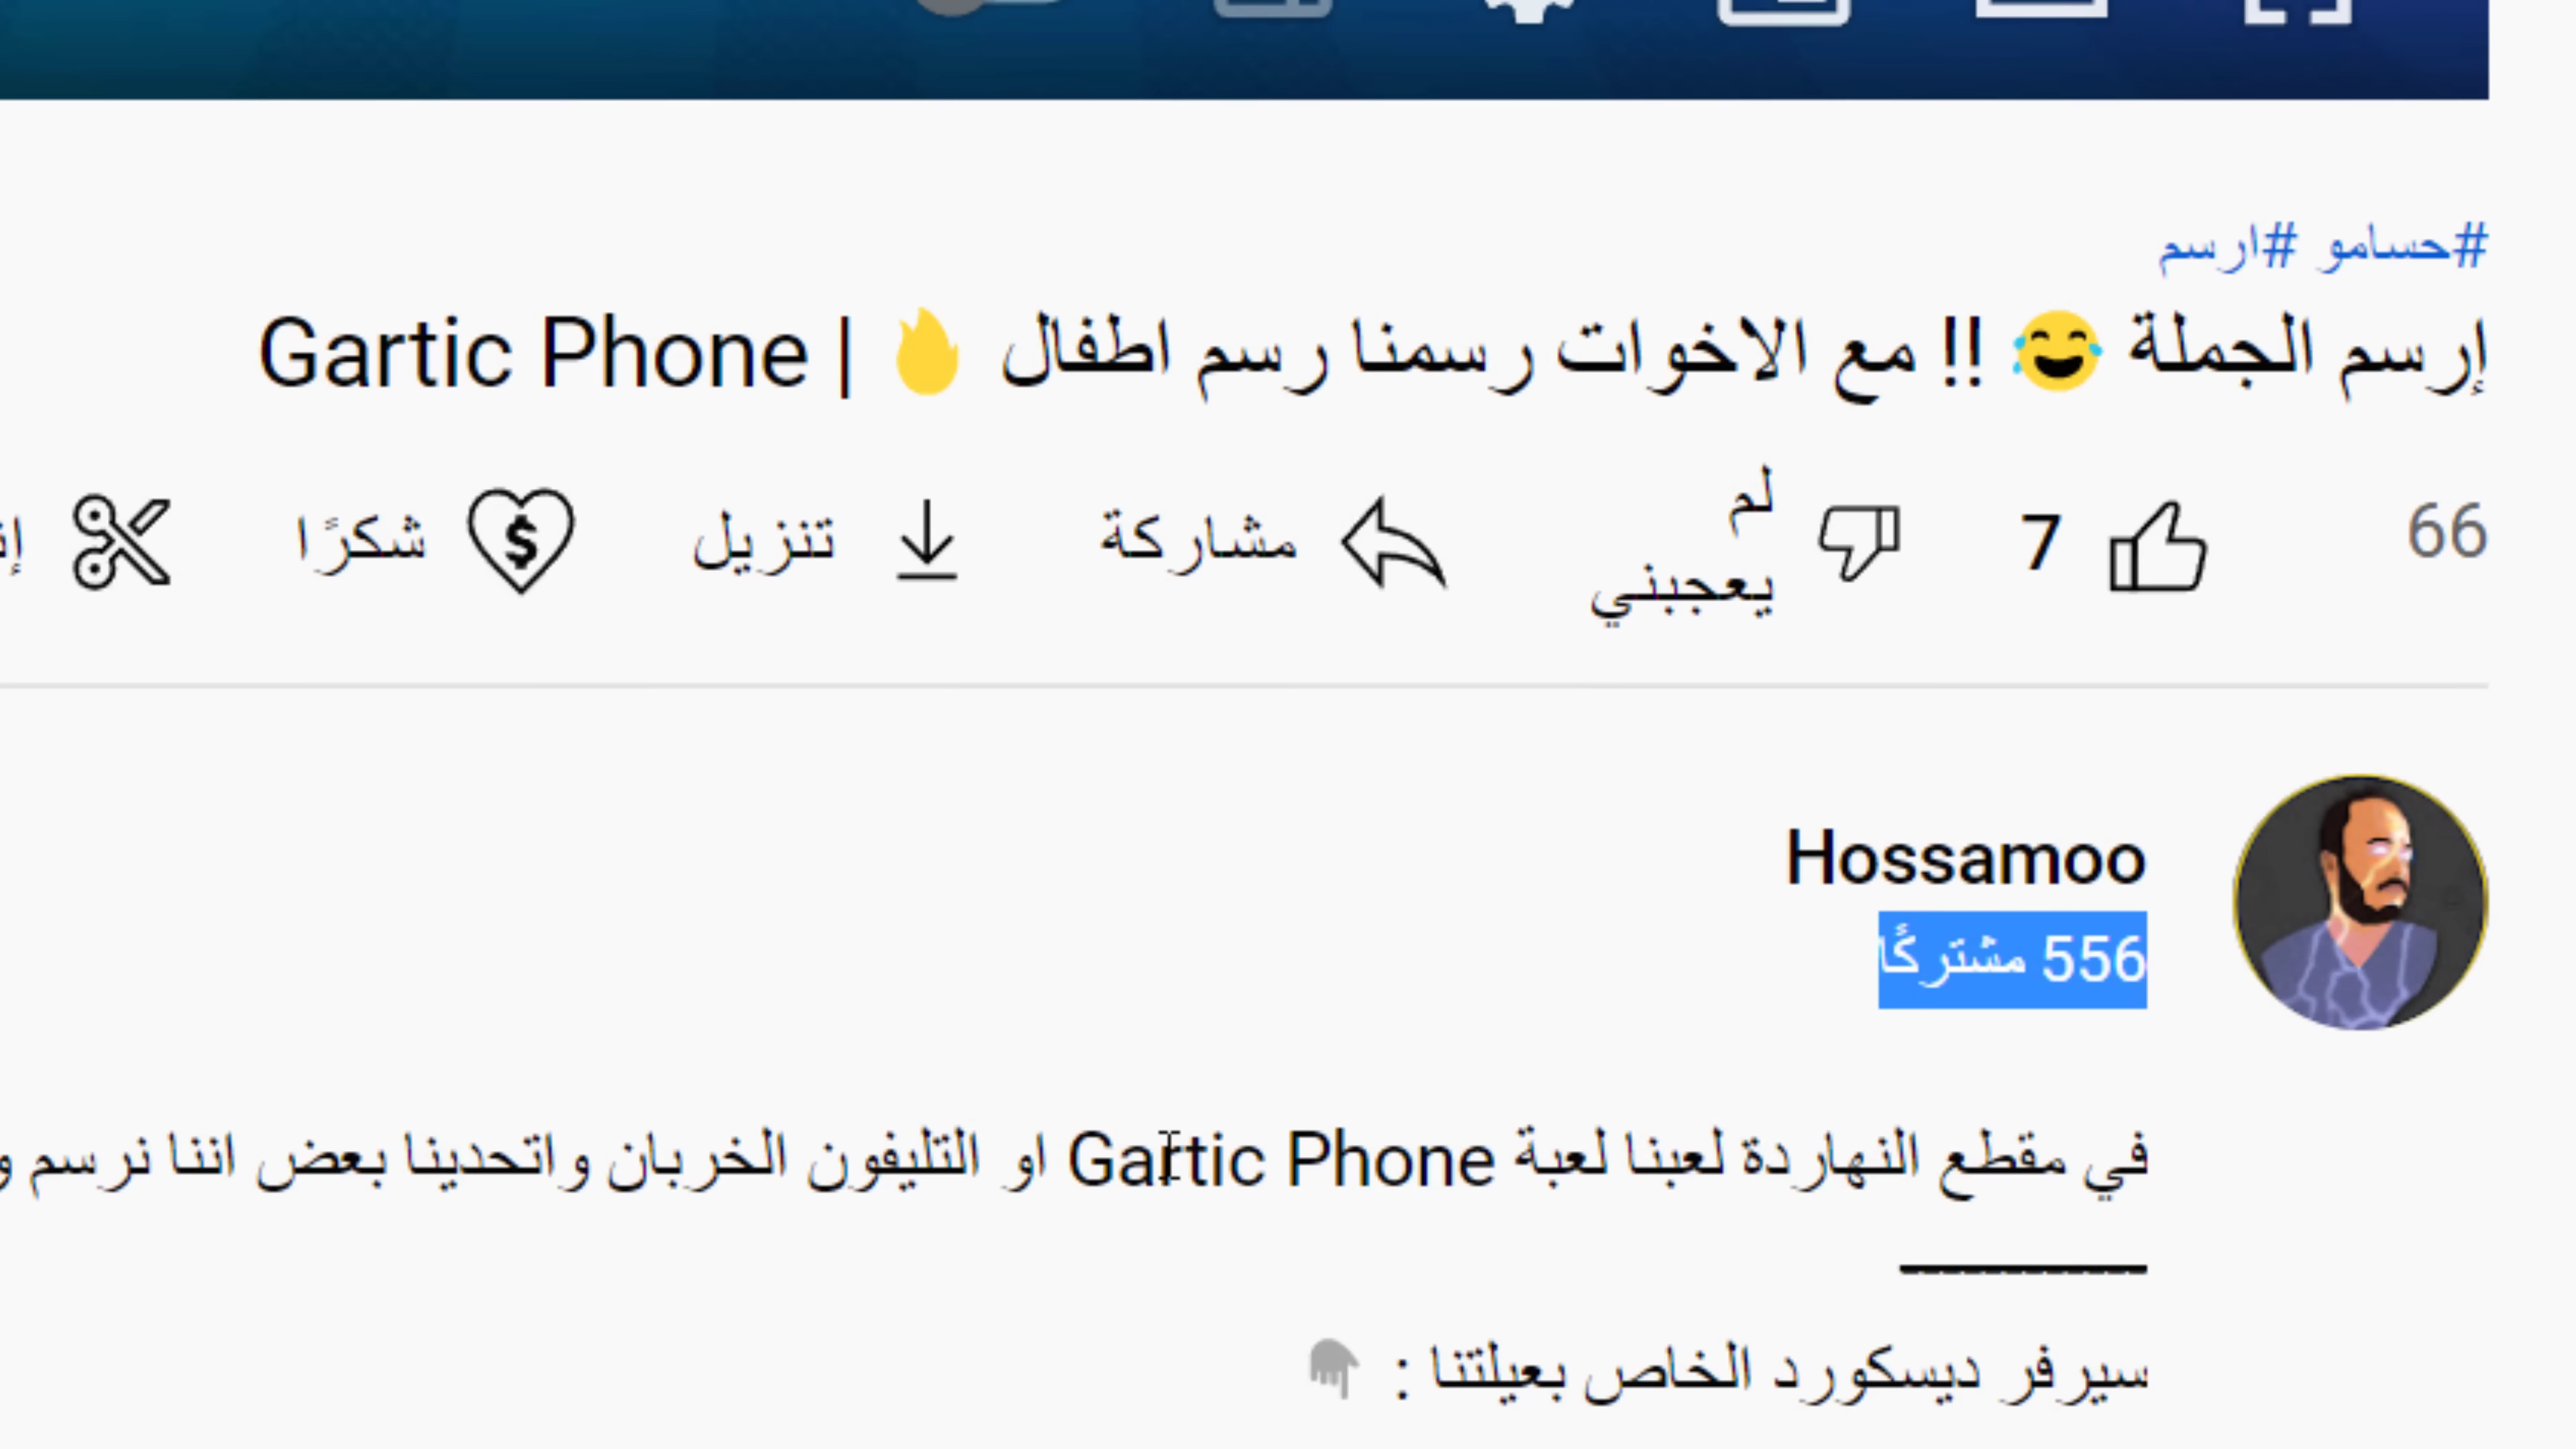 #حسامو #ارسم
إرسم الجملة 😂 !! مع الاخوات رسمنا رسم اطفال 🔥 | Gartic Phone
66
7
لم
يعجبني
مشاركة
تنزيل
شكرًا
Hossamoo
556 مشتركًا
في مقطع النهاردة لعبنا لعبة Gartic Phone او التليفون الخربان واتحدينا بعض اننا نرسم و
ـــــــــــــــــ
سيرفر ديسكورد الخاص بعيلتنا : 👇